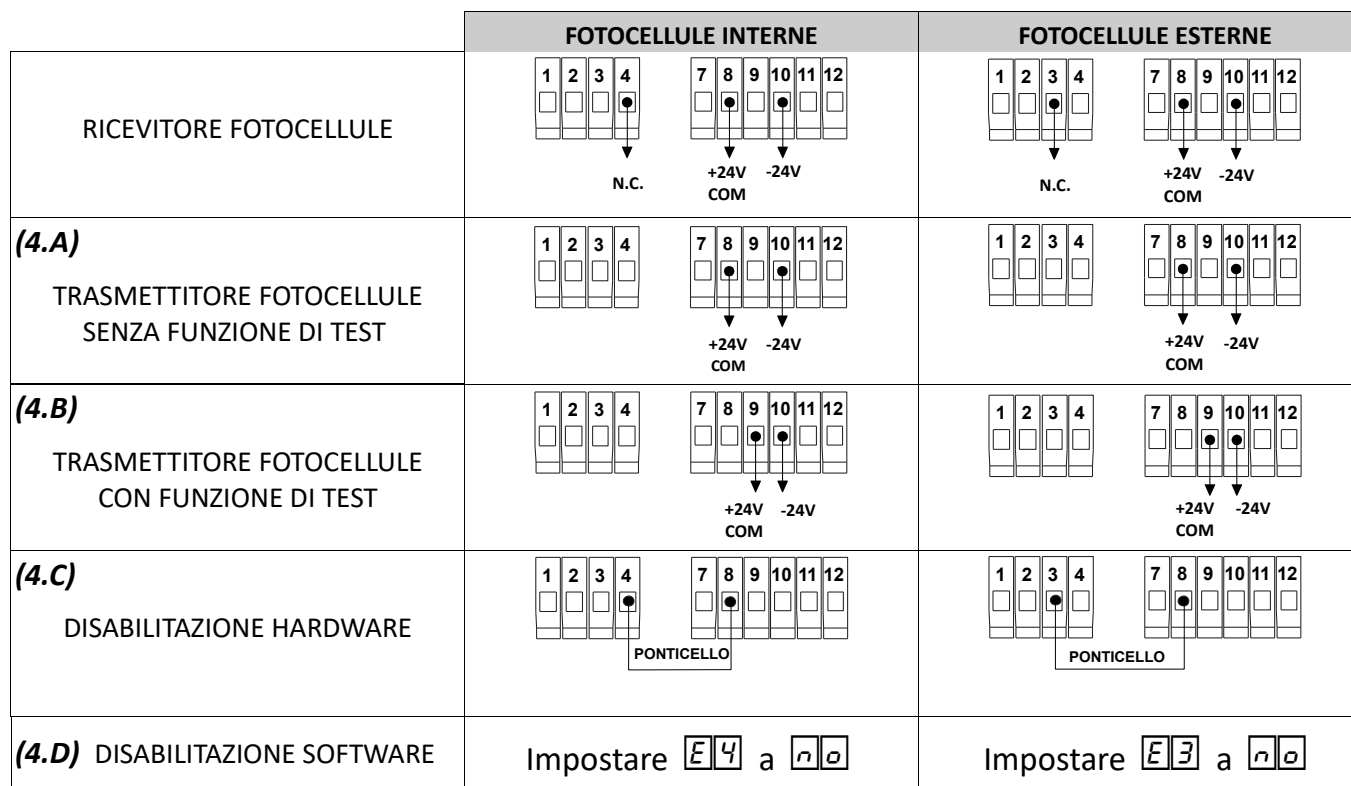 FOTOCELLULE INTERNE FOTOCELLULE ESTERNE
RICEVITORE FOTOCELLULE
1 2 3 4 7 8 9 10 11 12
N.C. +24V -24V
COM
1 2 3 4 7 8 9 10 11 12
N.C. +24V -24V
COM
(4.A)
TRASMETTITORE FOTOCELLULE
SENZA FUNZIONE DI TEST
1 2 3 4 7 8 9 10 11 12
+24V -24V
COM
1 2 3 4 7 8 9 10 11 12
+24V -24V
COM
(4.B)
TRASMETTITORE FOTOCELLULE
CON FUNZIONE DI TEST
1 2 3 4 7 8 9 10 11 12
+24V -24V
COM
1 2 3 4 7 8 9 10 11 12
+24V -24V
COM
(4.C)
DISABILITAZIONE HARDWARE
1 2 3 4 7 8 9 10 11 12
PONTICELLO
1 2 3 4 7 8 9 10 11 12
PONTICELLO
(4.D) DISABILITAZIONE SOFTWARE
Impostare E4 a no
Impostare E3 a no